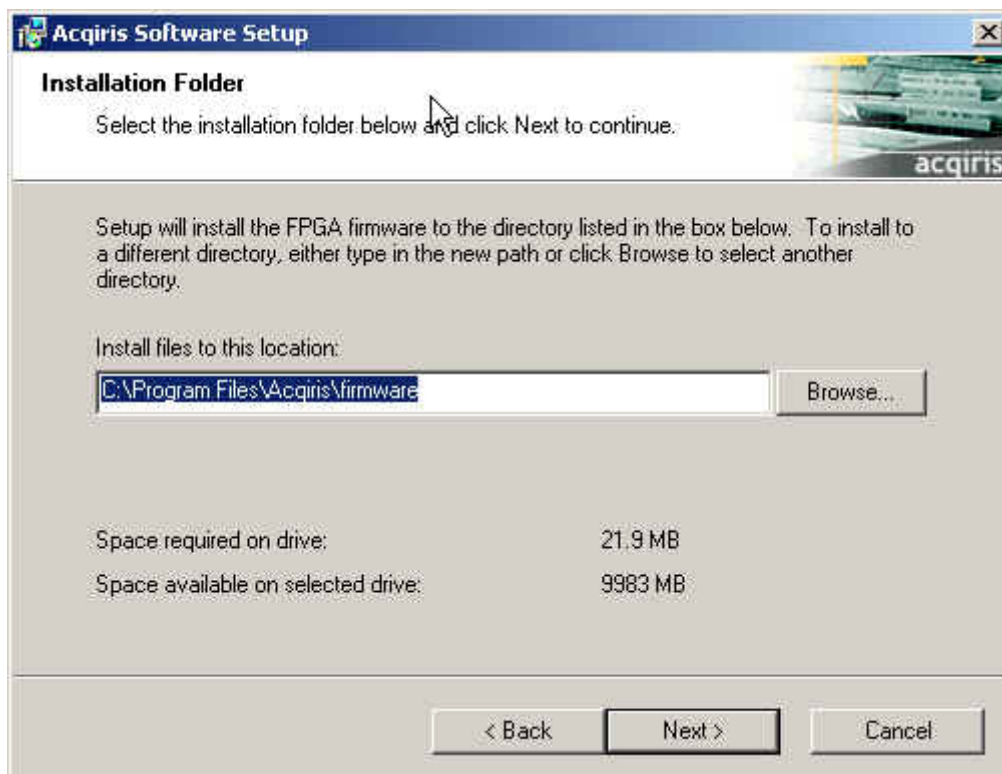 Acqiris Software Setup
Installation Folder
Select the installation folder below and click Next to continue.
acqiris
Setup will install the FPGA firmware to the directory listed in the box below.  To install to
a different directory, either type in the new path or click Browse to select another
directory.
Install files to this location:
C:\Program Files\Acqiris\firmware
Browse...
Space required on drive: 21.9 MB
Space available on selected drive: 9983 MB
< Back Next > Cancel